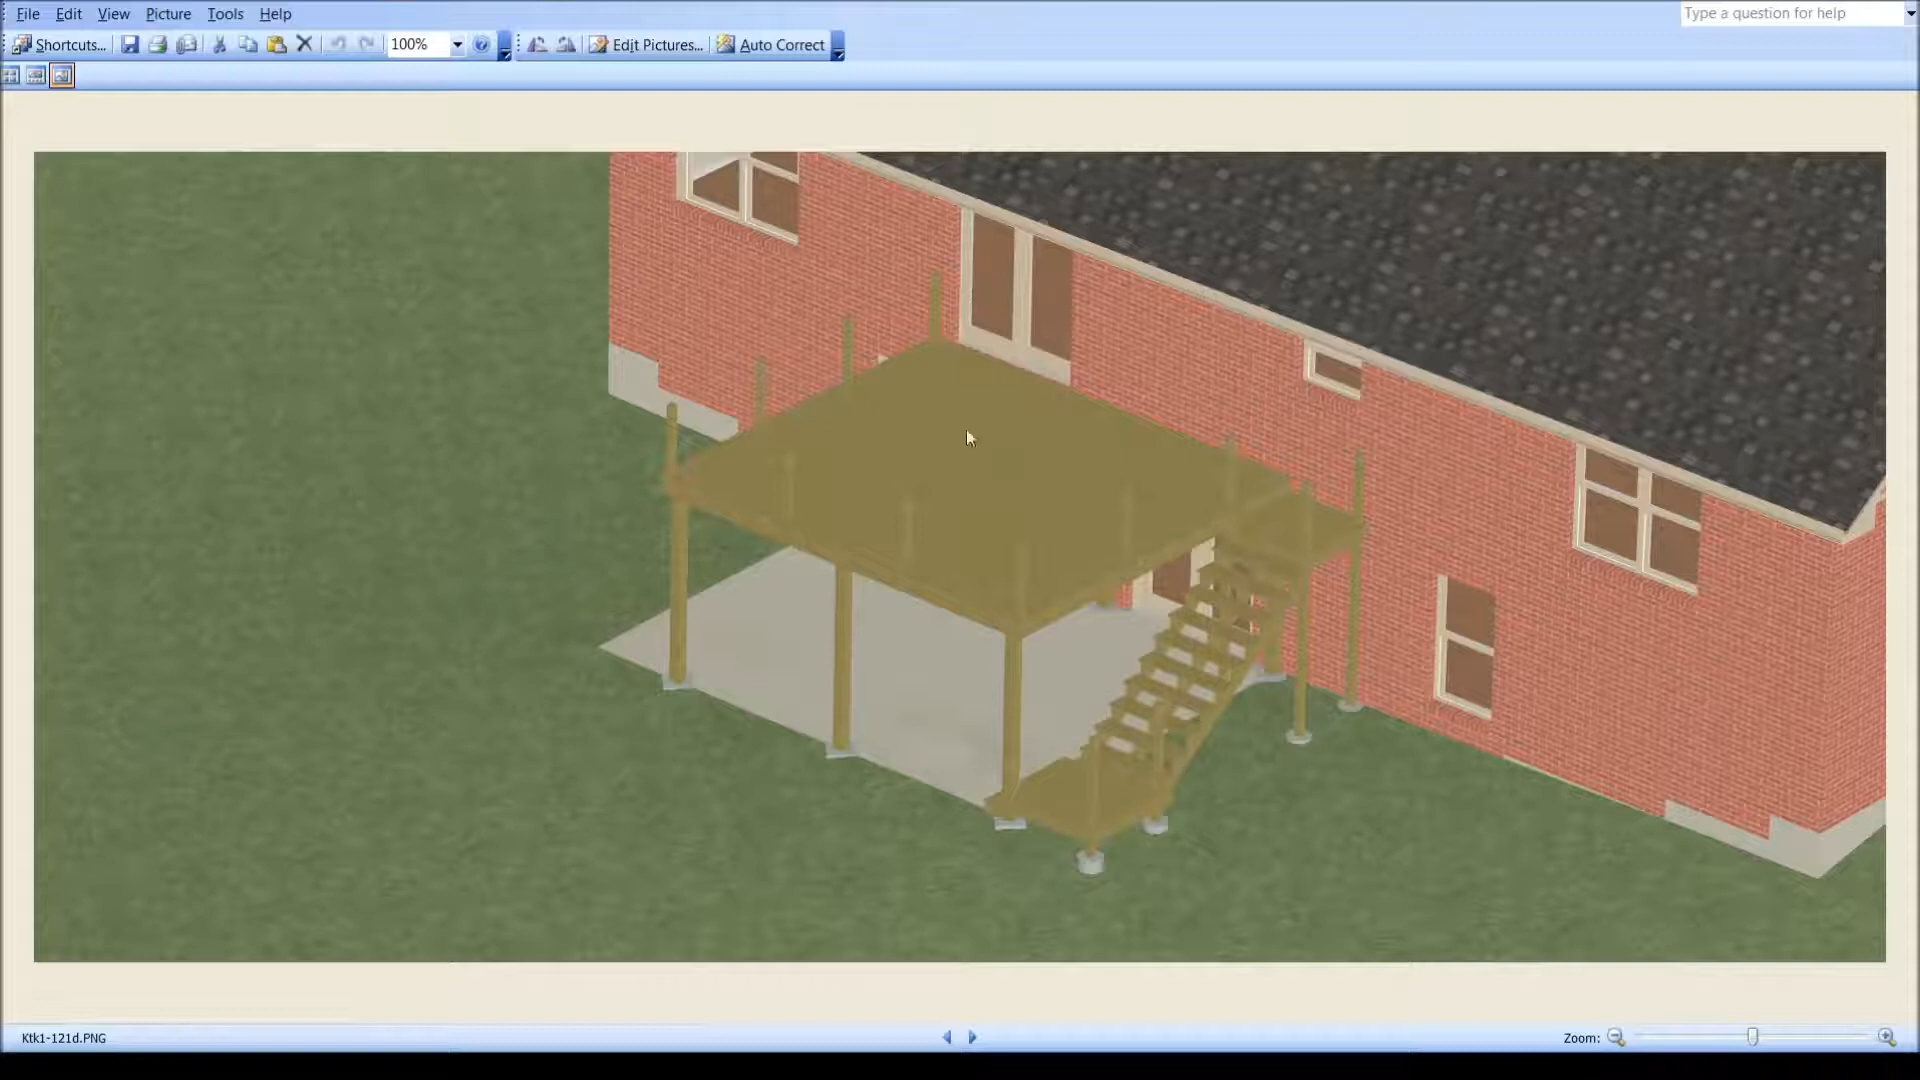 File Edit View Picture Tools Help
Type a question for help
Shortcuts... 100% Edit Pictures... Auto Correct
Ktk1-121d.PNG
Zoom: